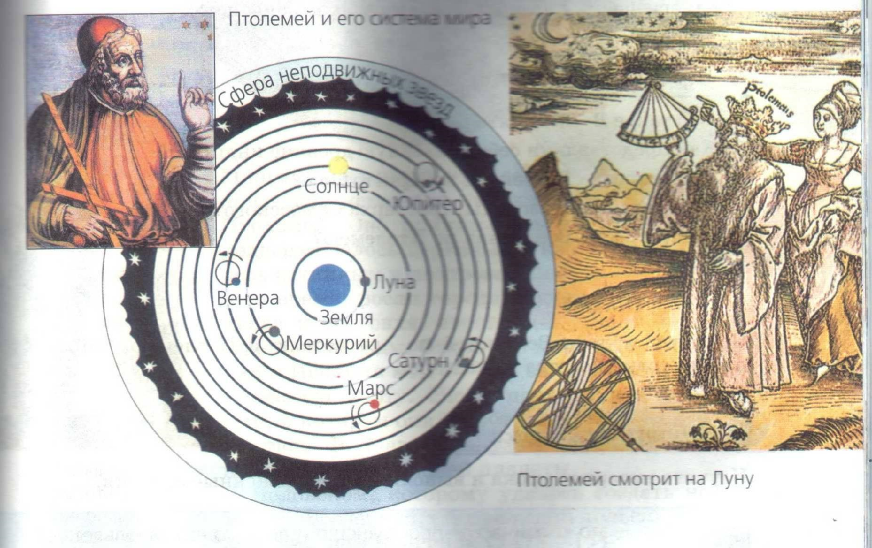 Птолемей и его система мира
Сфера неподвижных звезд
Ptolemeus
Солнце
Юпитер
Луна
Венера
Земля
Меркурий
Сатурн
Марс
Птолемей смотрит на Луну